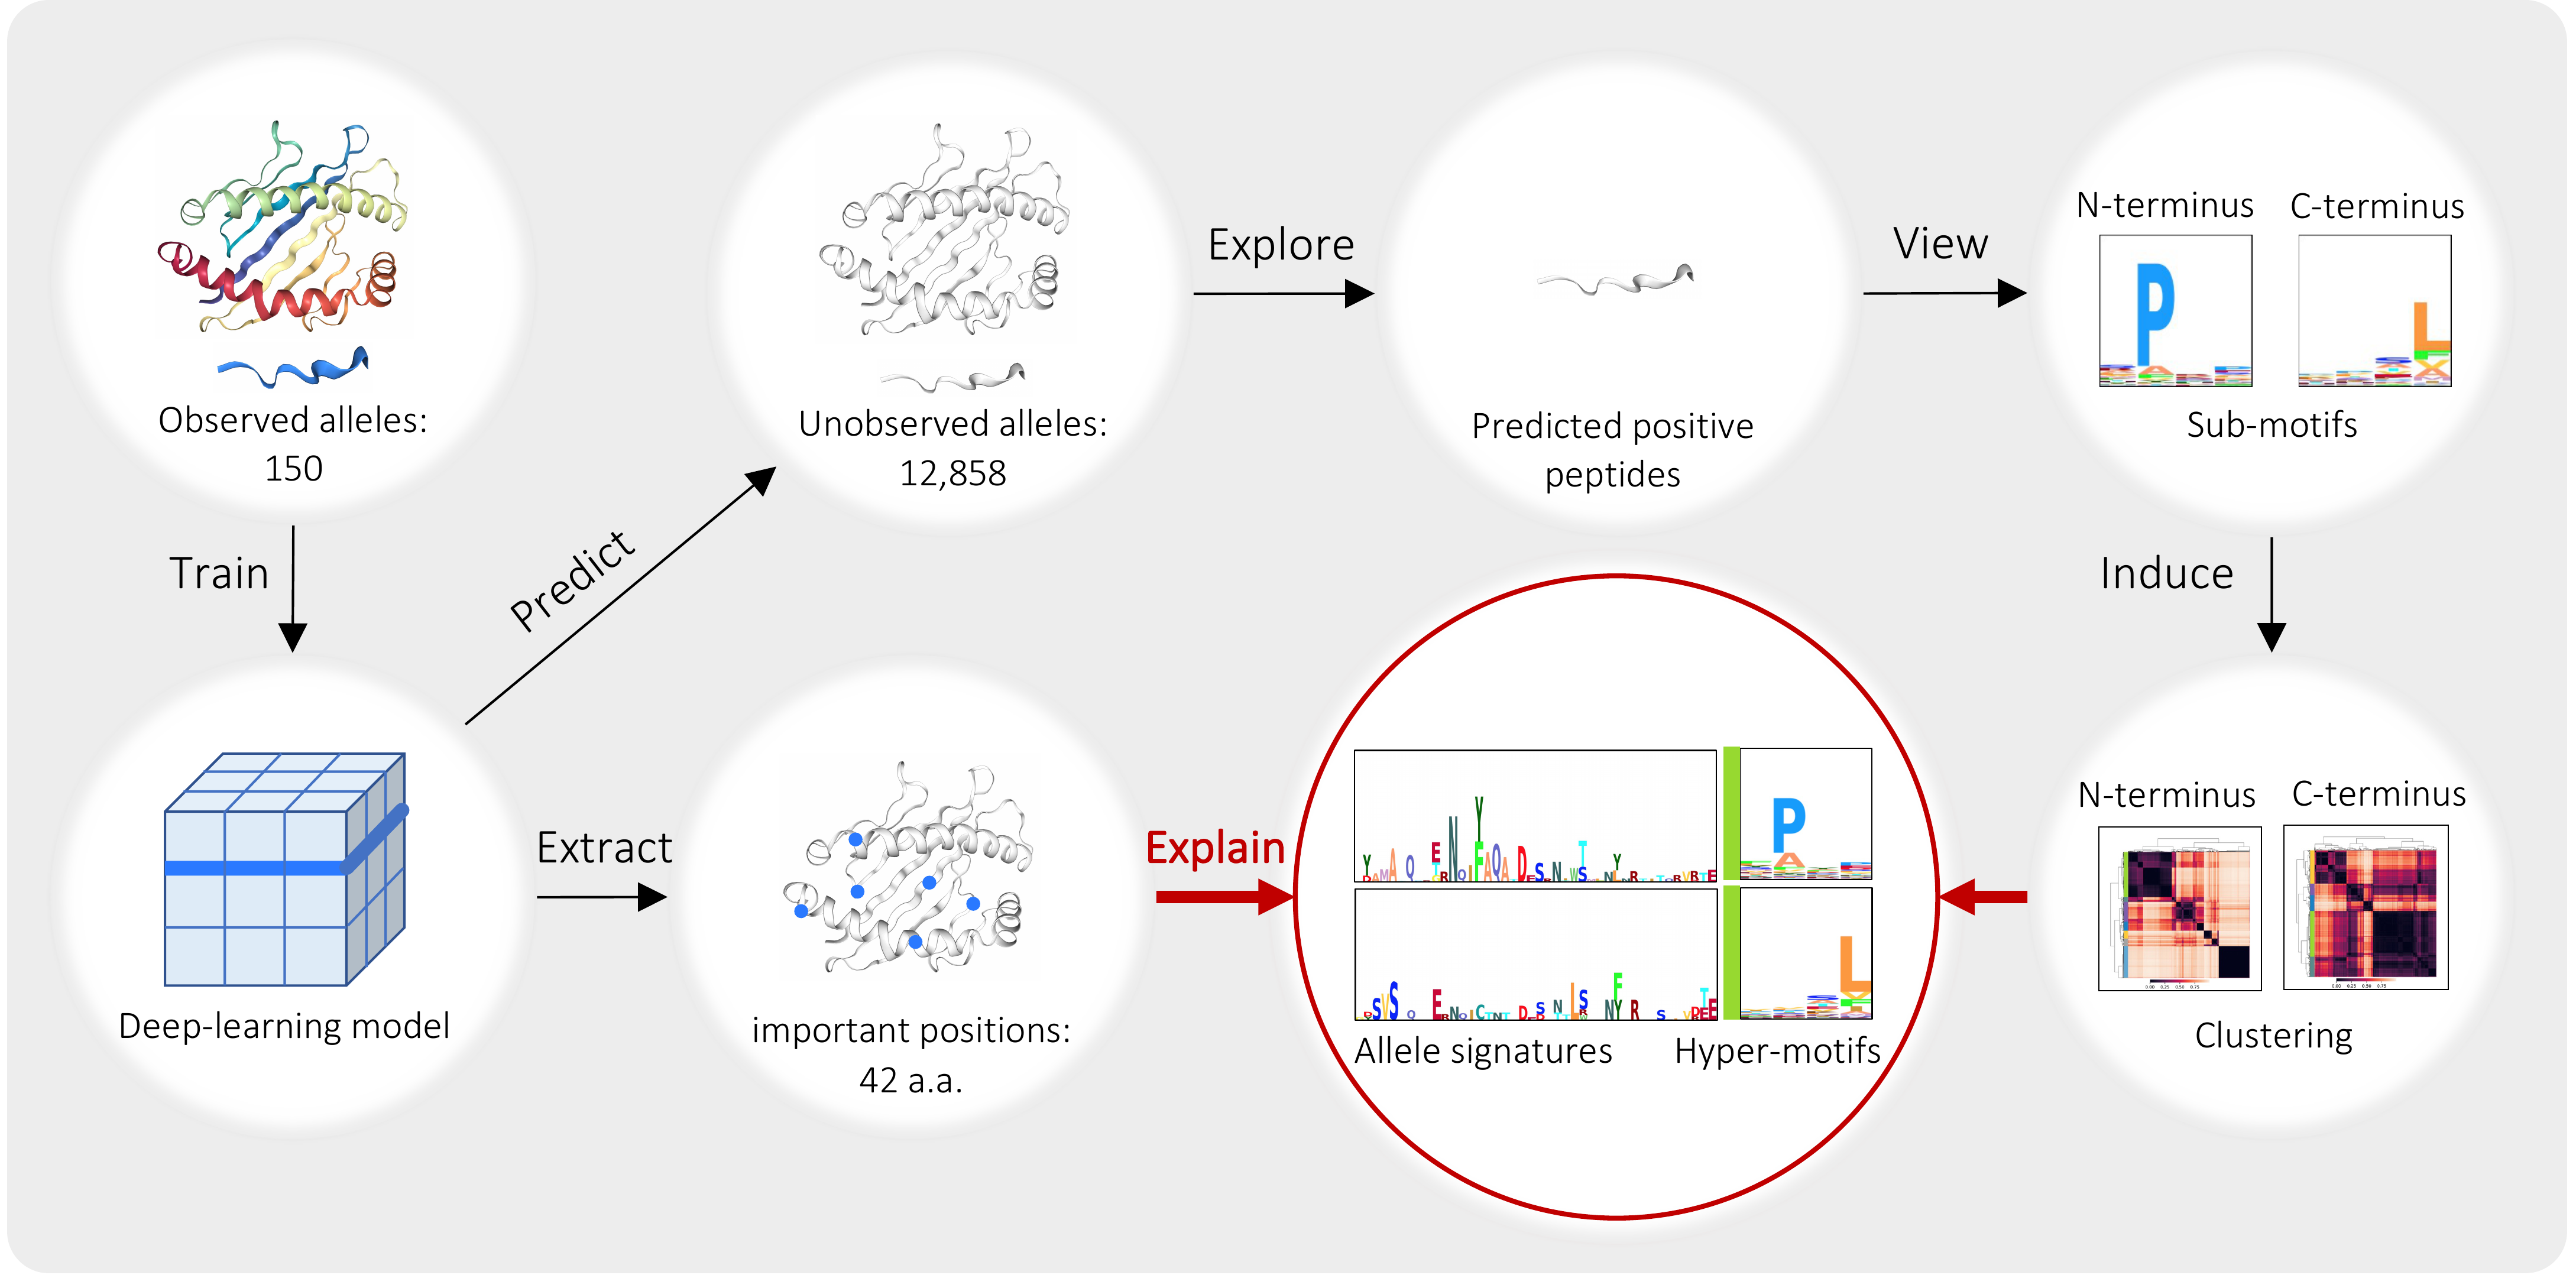 Observed alleles:
150
Train
Deep-learning model
Predict
Extract
Unobserved alleles:
12,858
important positions:
42 a.a.
Explore
Predicted positive
peptides
View
N-terminus
C-terminus
P
L
Sub-motifs
Induce
N-terminus
C-terminus
Clustering
Explain
P
L
Allele signatures
Hyper-motifs